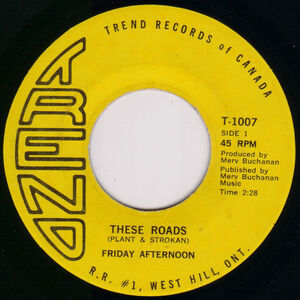 TREND RECORDS of CANADA
TREND
T-1007
SIDE 1
45 RPM
Produced by
Merv Buchanan
Published by
Merv Buchanan
Music
Time 2:28
THESE ROADS
(PLANT & STROKAN)
FRIDAY AFTERNOON
R.R. #1, WEST HILL, ONT.